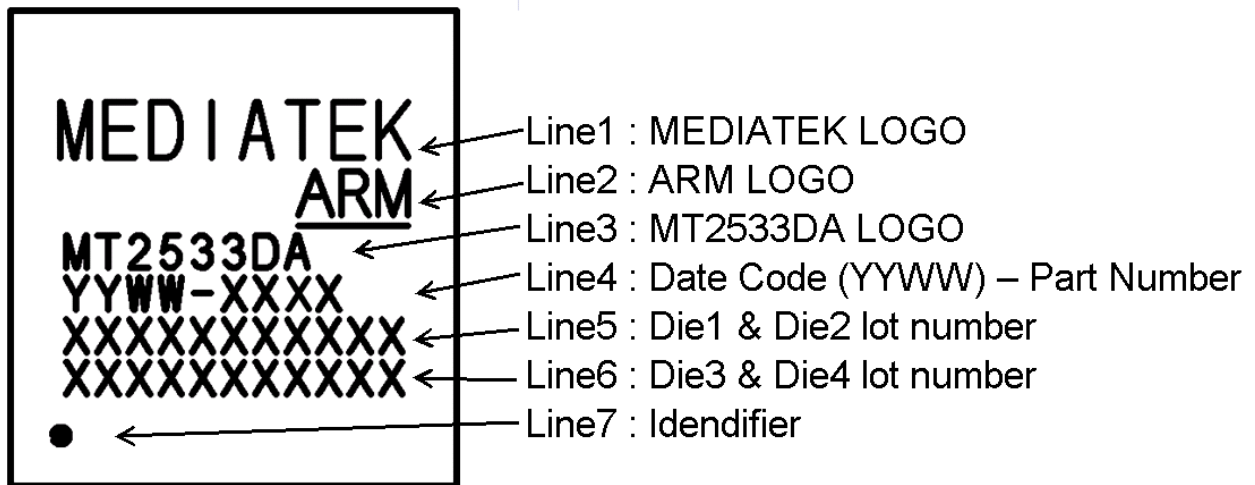 MEDIATEK
ARM
MT2533DA
YYWW-XXXX
XXXXXXXXXXX
XXXXXXXXXXX
Line1 : MEDIATEK LOGO
Line2 : ARM LOGO
Line3 : MT2533DA LOGO
Line4 : Date Code (YYWW) – Part Number
Line5 : Die1 & Die2 lot number
Line6 : Die3 & Die4 lot number
Line7 : Idendifier